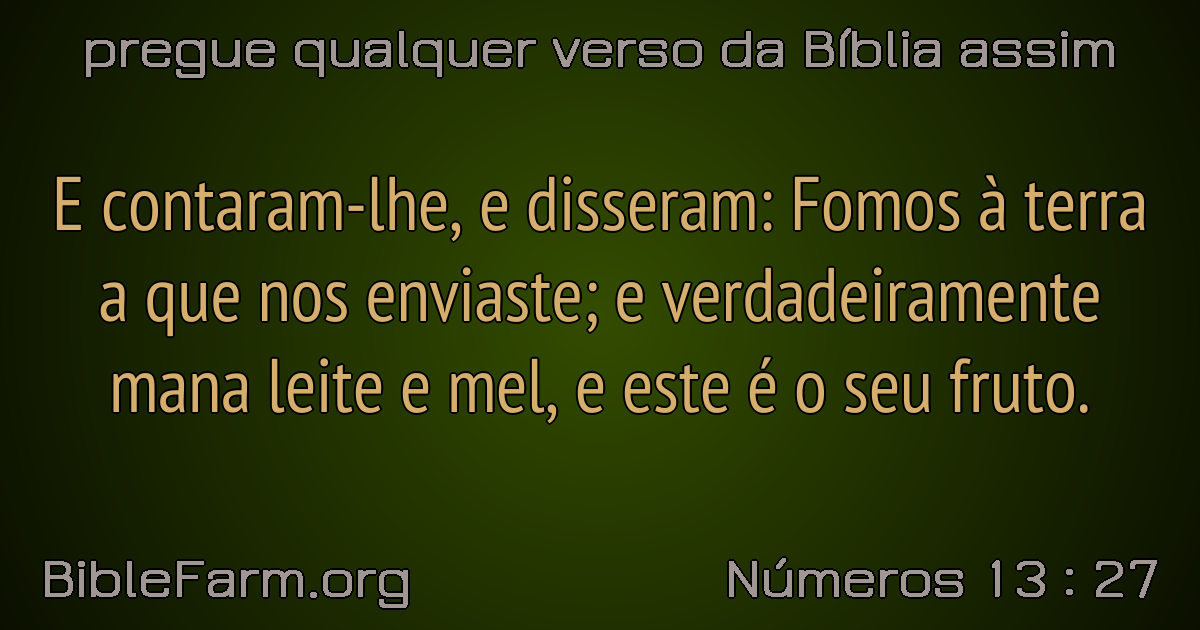 pregue qualquer verso da Bíblia assim
E contaram-lhe, e disseram: Fomos à terra
a que nos enviaste; e verdadeiramente
mana leite e mel, e este é o seu fruto.
BibleFarm.org
Números 13 : 27